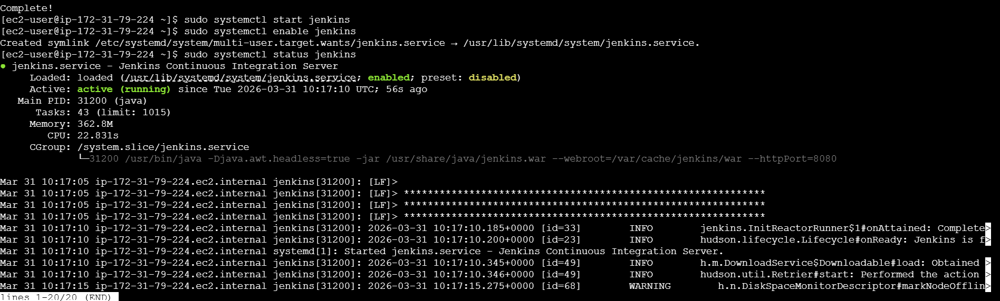 Complete!
[ec2-user@ip-172-31-79-224 ~]$ sudo systemctl start jenkins
[ec2-user@ip-172-31-79-224 ~]$ sudo systemctl enable jenkins
Created symlink /etc/systemd/system/multi-user.target.wants/jenkins.service → /usr/lib/systemd/system/jenkins.service.
[ec2-user@ip-172-31-79-224 ~]$ sudo systemctl status jenkins
● jenkins.service - Jenkins Continuous Integration Server
     Loaded: loaded (/usr/lib/systemd/system/jenkins.service; enabled; preset: disabled)
     Active: active (running) since Tue 2026-03-31 10:17:10 UTC; 56s ago
   Main PID: 31200 (java)
      Tasks: 43 (limit: 1015)
     Memory: 362.8M
        CPU: 22.831s
     CGroup: /system.slice/jenkins.service
             └─31200 /usr/bin/java -Djava.awt.headless=true -jar /usr/share/java/jenkins.war --webroot=/var/cache/jenkins/war --httpPort=8080
Mar 31 10:17:05 ip-172-31-79-224.ec2.internal jenkins[31200]: [LF]>
Mar 31 10:17:05 ip-172-31-79-224.ec2.internal jenkins[31200]: [LF]> *************************************************************
Mar 31 10:17:05 ip-172-31-79-224.ec2.internal jenkins[31200]: [LF]> *************************************************************
Mar 31 10:17:05 ip-172-31-79-224.ec2.internal jenkins[31200]: [LF]> *************************************************************
Mar 31 10:17:10 ip-172-31-79-224.ec2.internal jenkins[31200]: 2026-03-31 10:17:10.185+0000 [id=33]        INFO        jenkins.InitReactorRunner$1#onAttained: Complete>
Mar 31 10:17:10 ip-172-31-79-224.ec2.internal jenkins[31200]: 2026-03-31 10:17:10.200+0000 [id=23]        INFO        hudson.lifecycle.Lifecycle#onReady: Jenkins is f>
Mar 31 10:17:10 ip-172-31-79-224.ec2.internal systemd[1]: Started jenkins.service - Jenkins Continuous Integration Server.
Mar 31 10:17:10 ip-172-31-79-224.ec2.internal jenkins[31200]: 2026-03-31 10:17:10.345+0000 [id=49]        INFO        h.m.DownloadService$Downloadable#load: Obtained >
Mar 31 10:17:10 ip-172-31-79-224.ec2.internal jenkins[31200]: 2026-03-31 10:17:10.346+0000 [id=49]        INFO        hudson.util.Retrier#start: Performed the action >
Mar 31 10:17:15 ip-172-31-79-224.ec2.internal jenkins[31200]: 2026-03-31 10:17:15.275+0000 [id=68]        WARNING        h.n.DiskSpaceMonitorDescriptor#markNodeOfflin>
lines 1-20/20 (END)